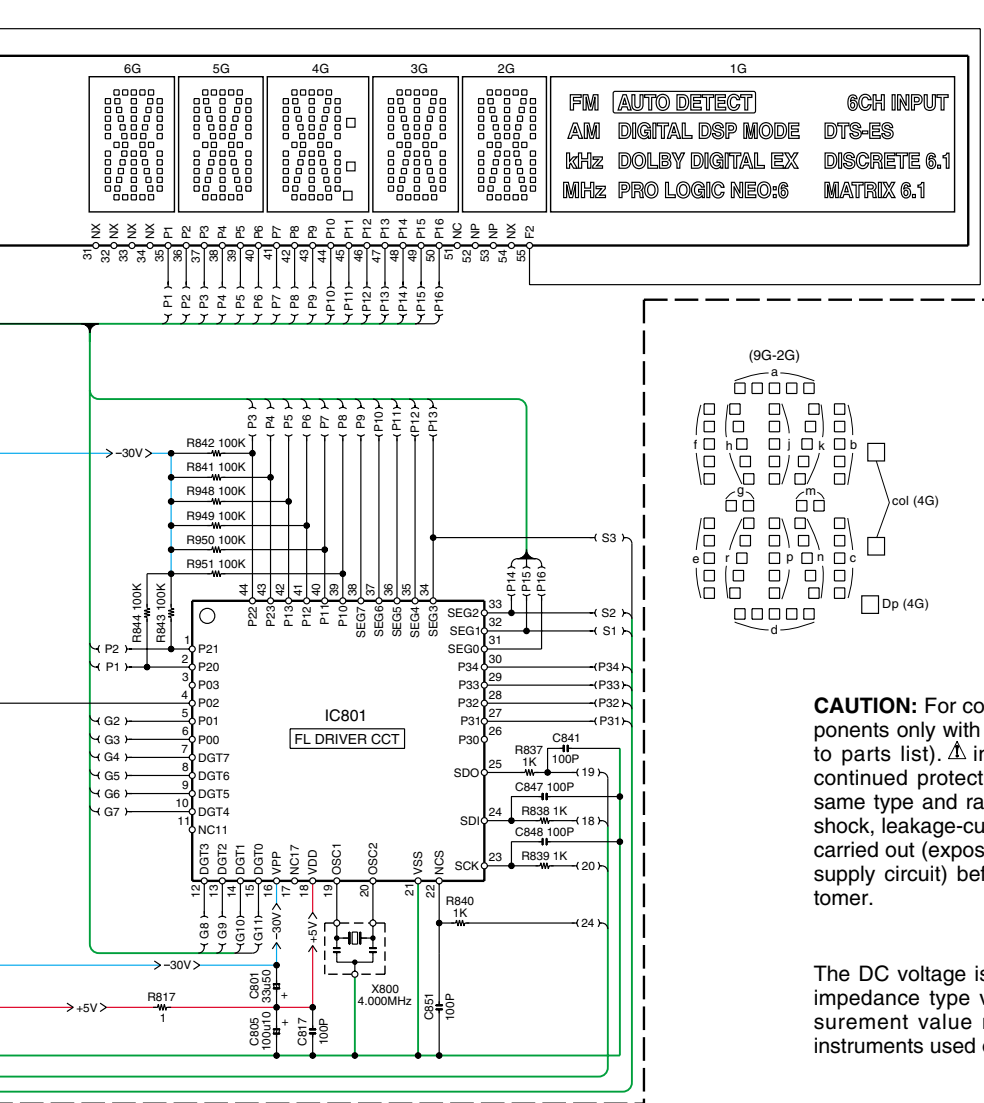 6G 5G 4G 3G 2G 1G
FM AUTO DETECT 6CH INPUT
AM DIGITAL DSP MODE DTS-ES
kHz DOLBY DIGITAL EX DISCRETE 6.1
MHz PRO LOGIC NEO:6 MATRIX 6.1
NX NX NX NX P1 P2 P3 P4 P5 P6 P7 P8 P9 P10 P11 P12 P13 P14 P15 P16 NC NP NP NX F2
31 32 33 34 35 36 37 38 39 40 41 42 43 44 45 46 47 48 49 50 51 52 53 54 55
P1 P2 P3 P4 P5 P6 P7 P8 P9 P10 P11 P12 P13 P14 P15 P16
(9G-2G)
a
f h j k b
g m
col (4G)
e r p n c
Dp (4G)
d
P3 P4 P5 P6 P7 P8 P9 P10 P11 P12 P13
−30V
R842 100K
R841 100K
R948 100K
R949 100K
R950 100K
R951 100K
R844 100K
R843 100K
S3
P14 P15 P16
44 43 42 41 40 39 38 37 36 35 34
P22 P23 P13 P12 P11 P10 SEG7 SEG6 SEG5 SEG4 SEG3
P2 1 P21
P1 2 P20
3 P03
4 P02
G2 5 P01
G3 6 P00
G4 7 DGT7
G5 8 DGT6
G6 9 DGT5
G7 10 DGT4
11 NC11
IC801
FL DRIVER CCT
SEG2 33 S2
SEG1 32 S1
SEG0 31
P34 30 P34
P33 29 P33
P32 28 P32
P31 27 P31
P30 26
SDO 25 R837 1K C841 100P 19
C847 100P
SDI 24 R838 1K 18
C848 100P
SCK 23 R839 1K 20
DGT3 DGT2 DGT1 DGT0 VPP NC17 VDD OSC1 OSC2 VSS NCS
12 13 14 15 16 17 18 19 20 21 22
G8 G9 G10 G11 −30V +5V
R840
1K
24
−30V
X800
4.000MHz
C801
33u50
+
+5V
R817
1
C805
100u10
+
C817
100P
C851
100P
CAUTION: For co
ponents only with
to parts list). ⚠ in
continued protect
same type and ra
shock, leakage-cu
carried out (expos
supply circuit) bef
tomer.
The DC voltage is
impedance type v
surement value
instruments used